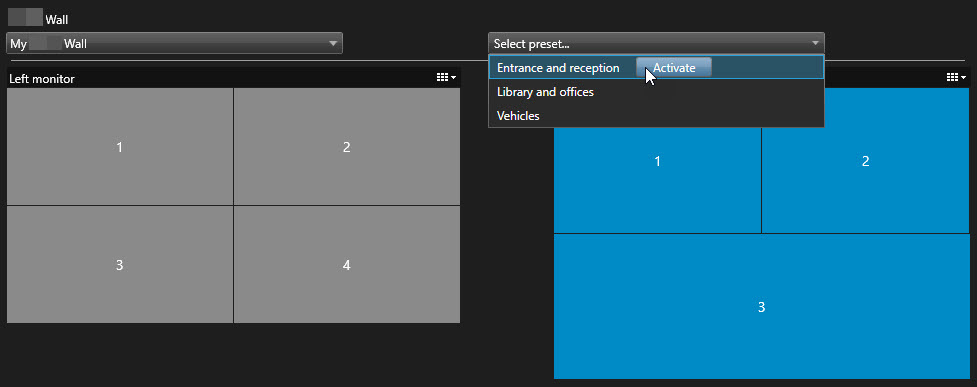 Wall
My Wall
Select preset...
Entrance and reception Activate
Library and offices
Vehicles
Left monitor
1 2
3 4
1 2
3